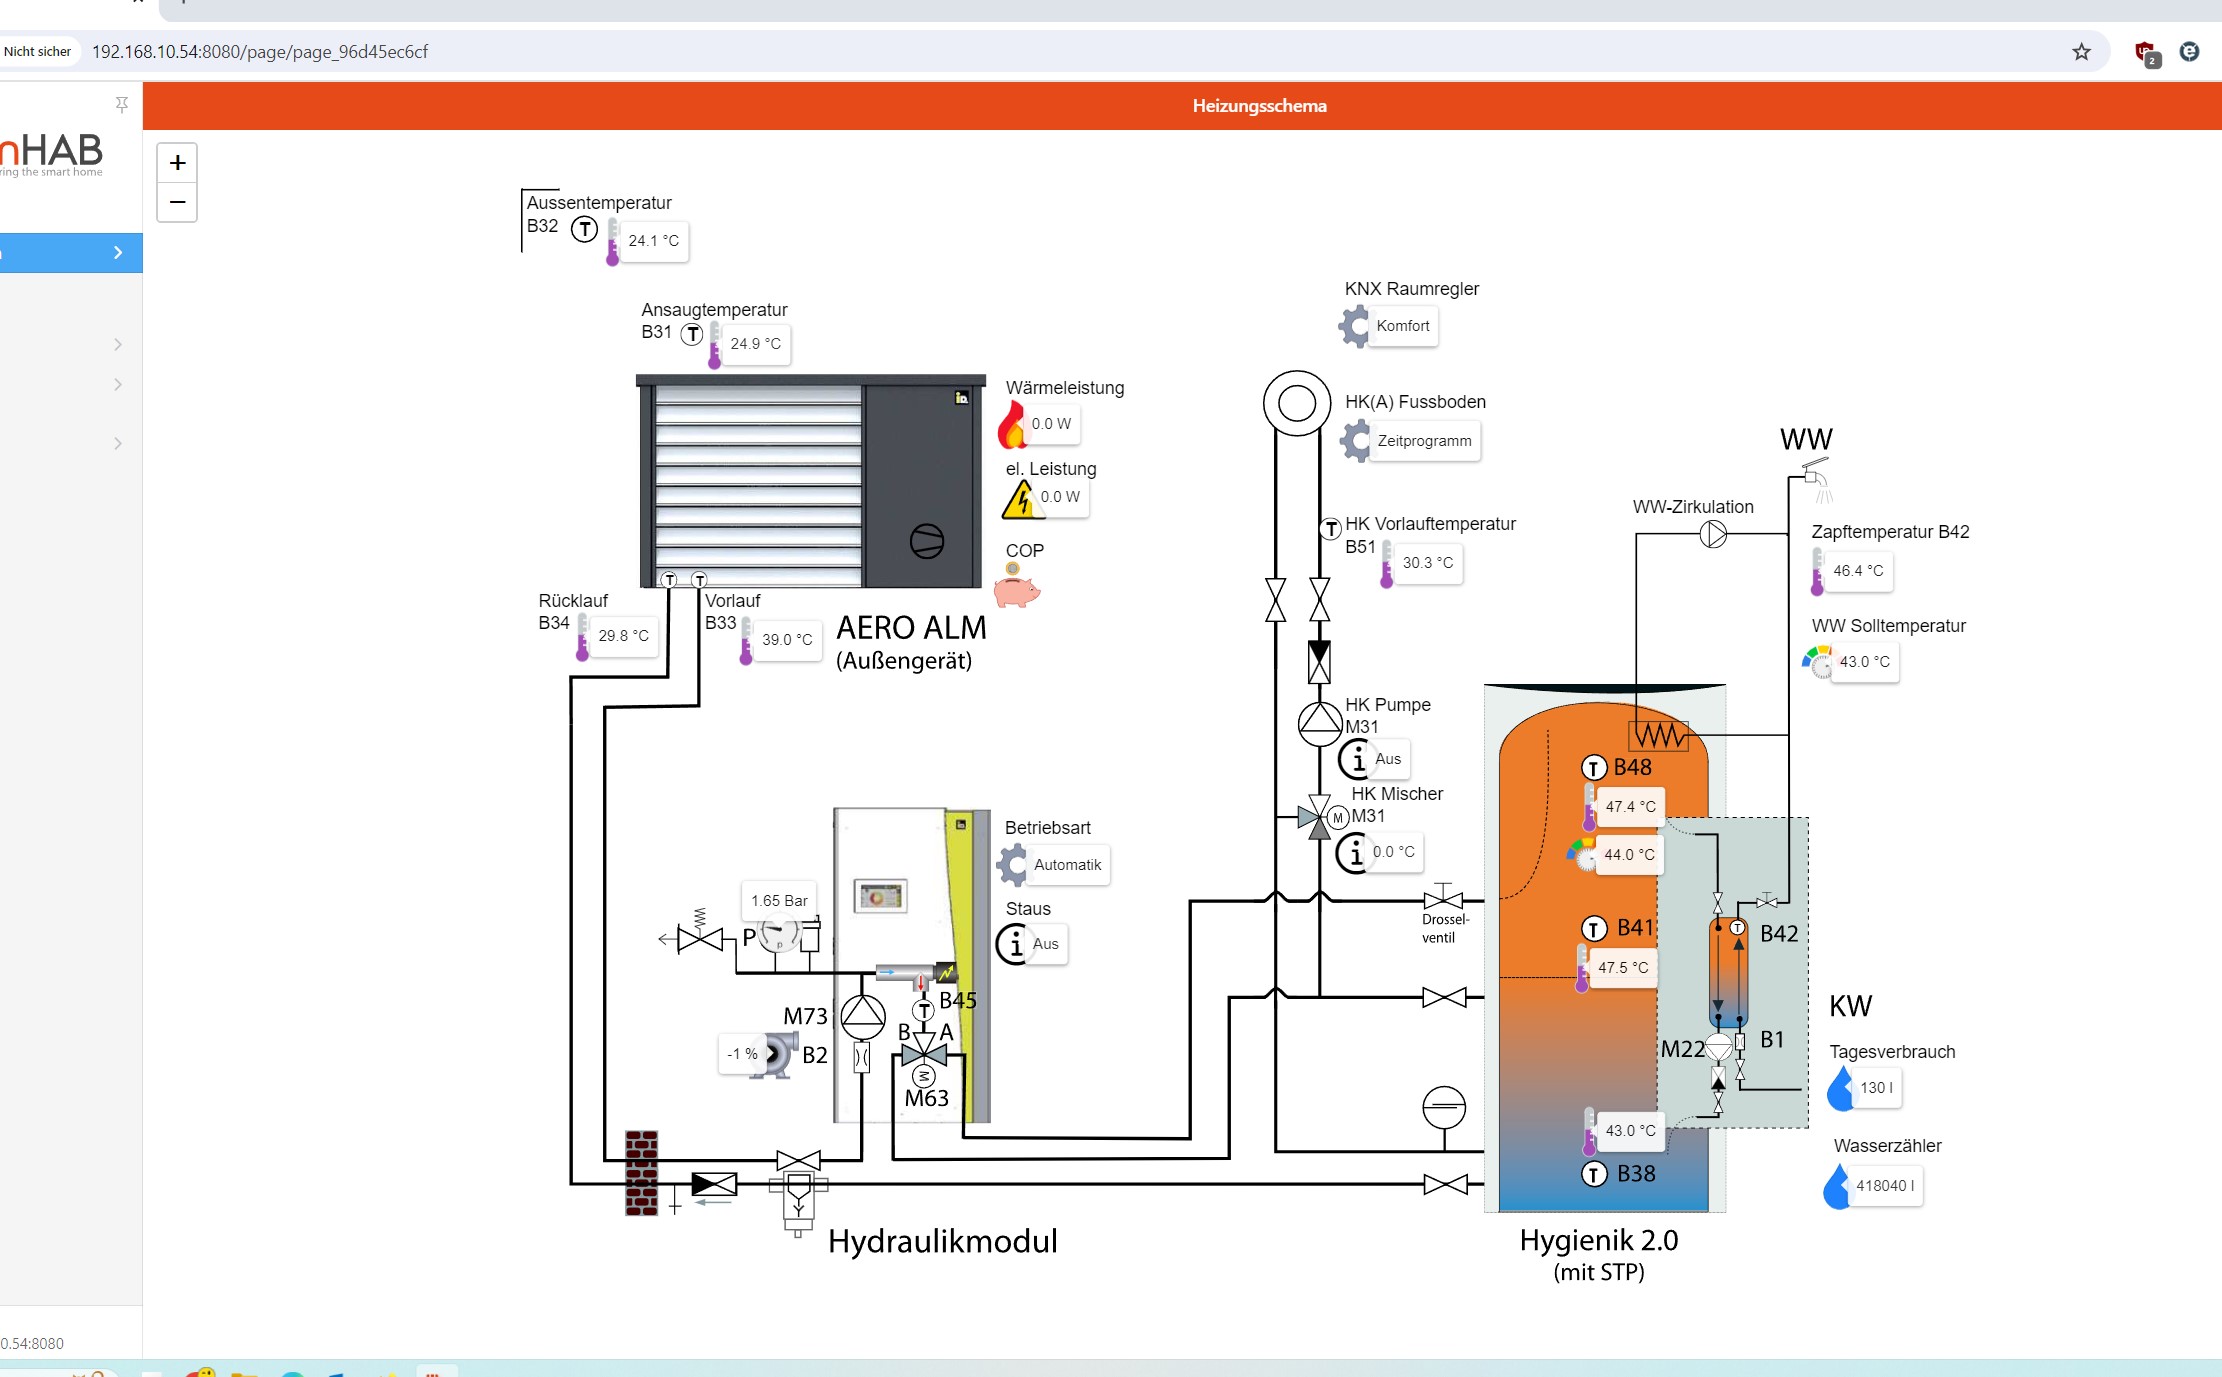 Nicht sicher
192.168.10.54:8080/page/page_96d45ec6cf
2
Heizungsschema
nHAB
ring the smart home
+
−
Aussentemperatur
B32
T
24.1 °C
Ansaugtemperatur
B31
T
24.9 °C
KNX Raumregler
Komfort
Wärmeleistung
0.0 W
HK(A) Fussboden
Zeitprogramm
el. Leistung
0.0 W
WW
WW-Zirkulation
COP
T
HK Vorlauftemperatur
B51
30.3 °C
Zapftemperatur B42
46.4 °C
T
T
Rücklauf
B34
29.8 °C
Vorlauf
B33
39.0 °C
AERO ALM
(Außengerät)
WW Solltemperatur
43.0 °C
HK Pumpe
M31
i
Aus
T
B48
47.4 °C
44.0 °C
HK Mischer
M
M31
i
0.0 °C
Betriebsart
Automatik
Staus
i
Aus
1.65 Bar
P
p
Drossel-
ventil
T
B41
47.5 °C
T
B42
B45
T
M73
B
A
-1 %
B2
M
M63
KW
M22
B1
Tagesverbrauch
130 l
43.0 °C
T
B38
Wasserzähler
418040 l
Hydraulikmodul
Hygienik 2.0
(mit STP)
0.54:8080